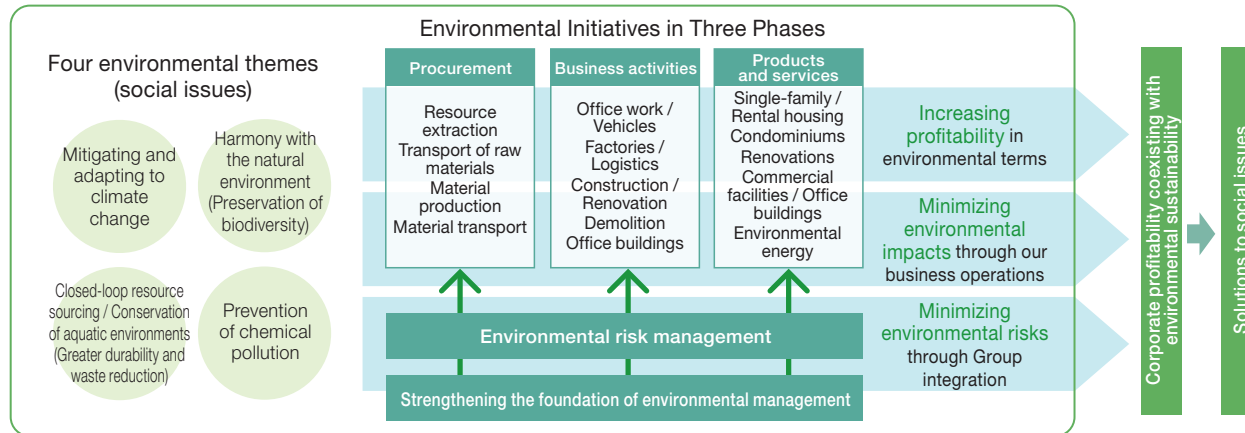 Environmental Initiatives in Three Phases
Four environmental themes
(social issues)
Mitigating and
adapting to
climate
change
Harmony with
the natural
environment
(Preservation of
biodiversity)
Closed-loop resource
sourcing / Conservation
of aquatic environments
(Greater durability and
waste reduction)
Prevention
of chemical
pollution
Procurement
Resource
extraction
Transport of raw
materials
Material
production
Material transport
Business activities
Office work /
Vehicles
Factories /
Logistics
Construction /
Renovation
Demolition
Office buildings
Products
and services
Single-family /
Rental housing
Condominiums
Renovations
Commercial
facilities / Office
buildings
Environmental
energy
Environmental risk management
Strengthening the foundation of environmental management
Increasing
profitability in
environmental terms
Minimizing
environmental
impacts through our
business operations
Minimizing
environmental risks
through Group
integration
Corporate profitability coexisting with
environmental sustainability
Solutions to social issues